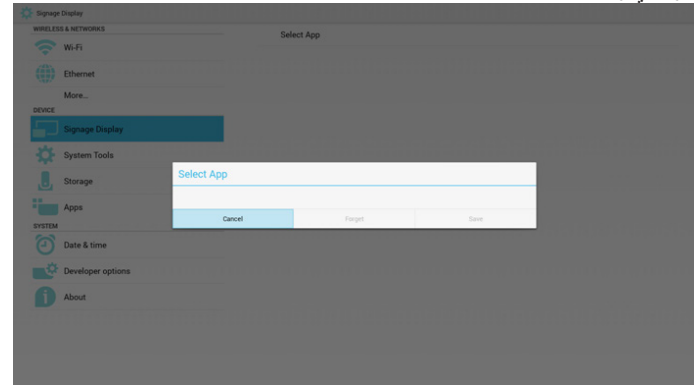 Signage Display
WIRELESS & NETWORKS
Wi-Fi
Ethernet
More...
DEVICE
Signage Display
System Tools
Storage
Apps
SYSTEM
Date & time
Developer options
About
Select App
Select App
Cancel
Forget
Save